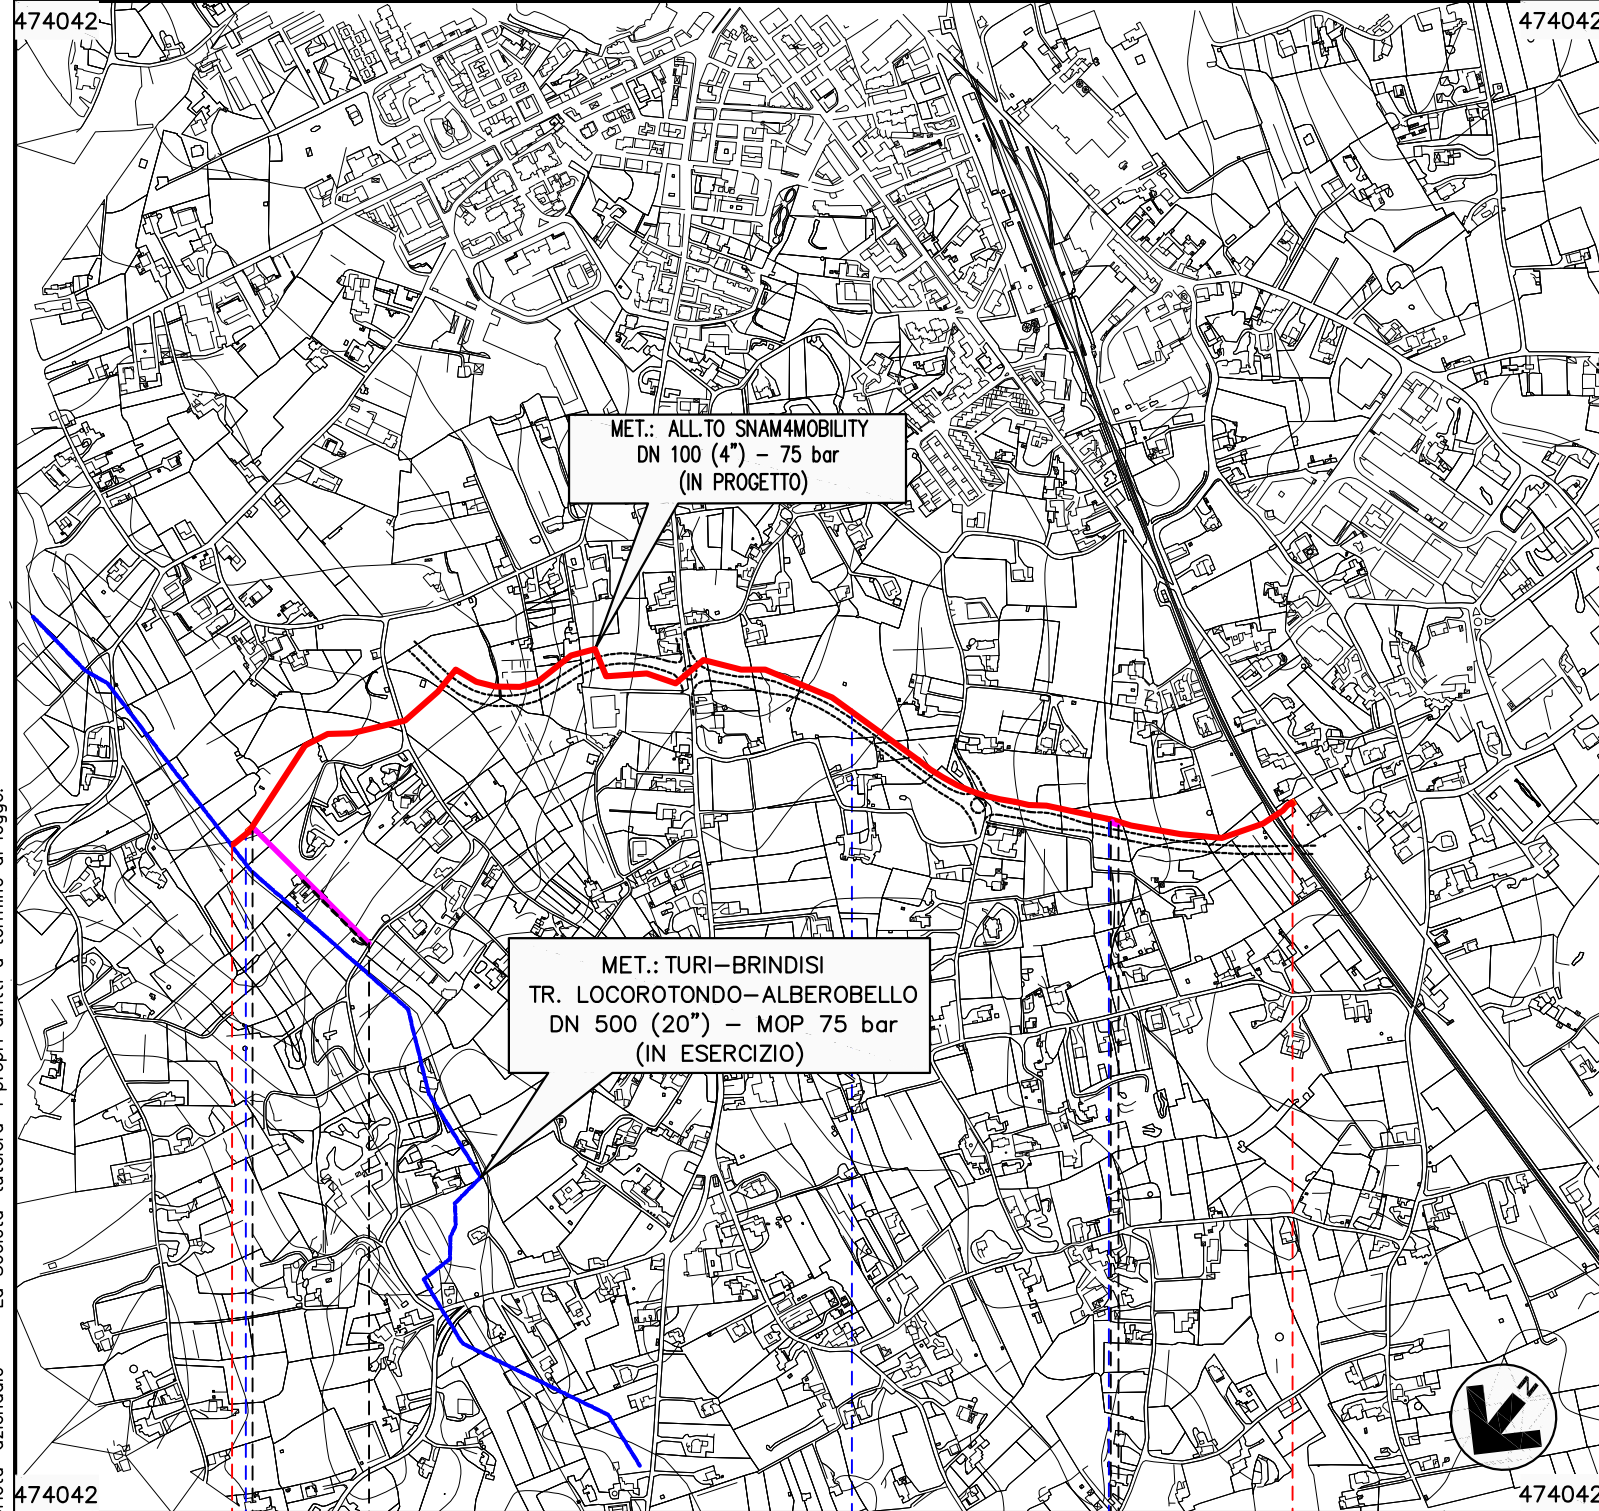 474042
474042
MET.: ALL.TO SNAM4MOBILITY
DN 100 (4") – 75 bar
(IN PROGETTO)
MET.: TURI–BRINDISI
TR. LOCOROTONDO–ALBEROBELLO
DN 500 (20") – MOP 75 bar
(IN ESERCIZIO)
N
474042
474042